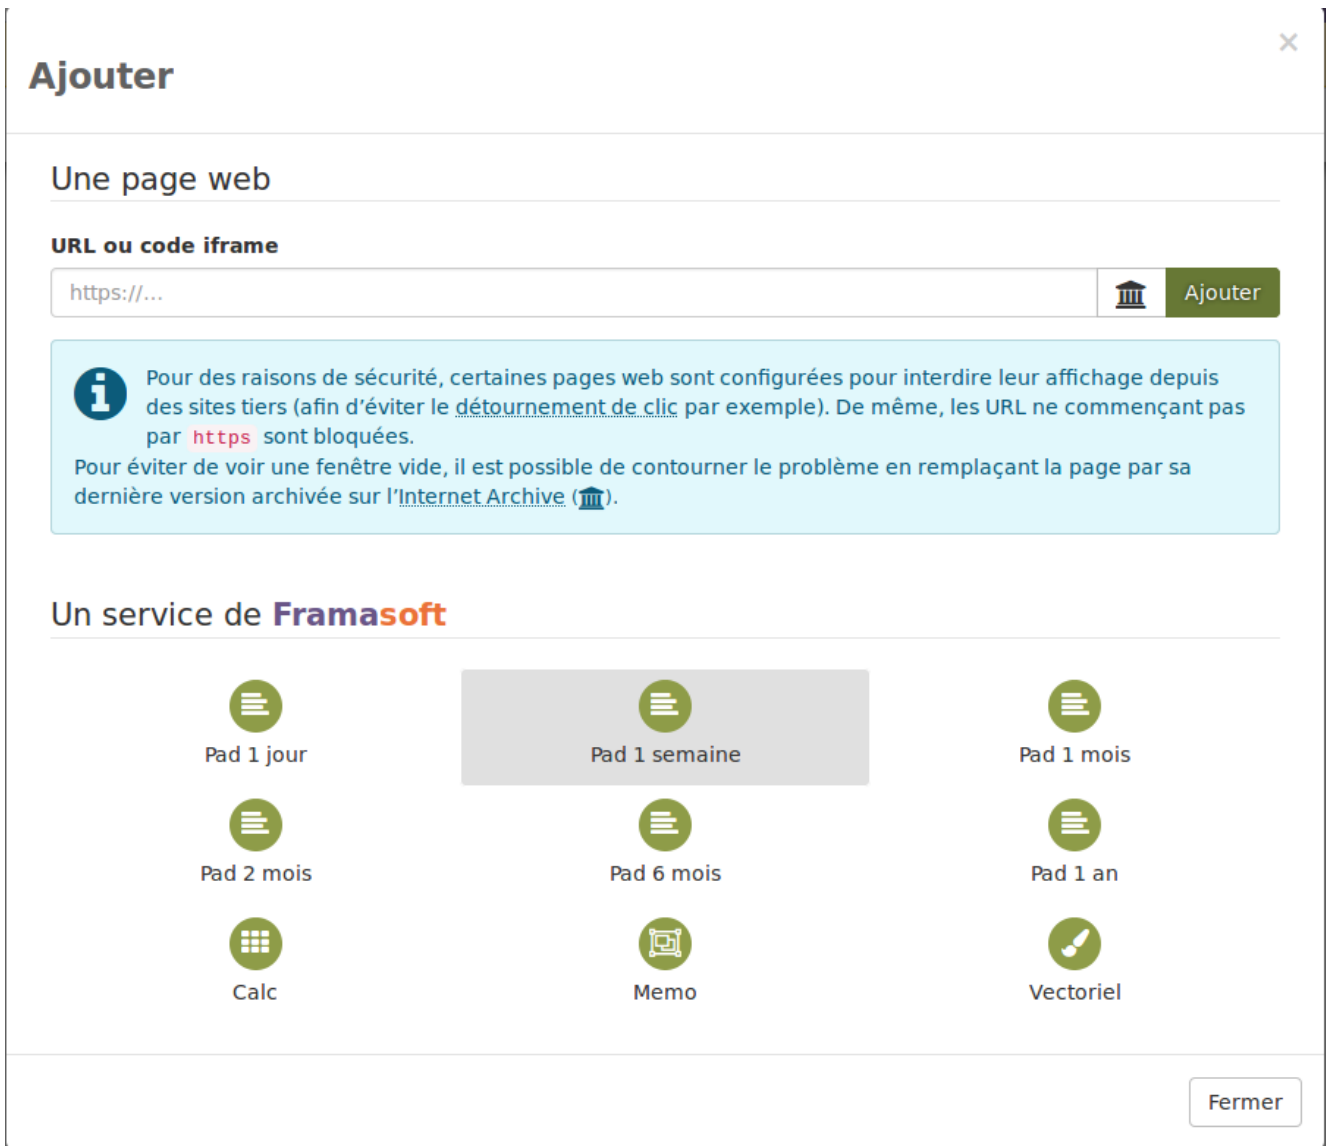 Ajouter
×
Une page web
URL ou code iframe
https://...
Ajouter
Pour des raisons de sécurité, certaines pages web sont configurées pour interdire leur affichage depuis
des sites tiers (afin d’éviter le détournement de clic par exemple). De même, les URL ne commençant pas
par https sont bloquées.
Pour éviter de voir une fenêtre vide, il est possible de contourner le problème en remplaçant la page par sa
dernière version archivée sur l’Internet Archive ( ).
Un service de Framasoft
Pad 1 jour
Pad 1 semaine
Pad 1 mois
Pad 2 mois
Pad 6 mois
Pad 1 an
Calc
Memo
Vectoriel
Fermer